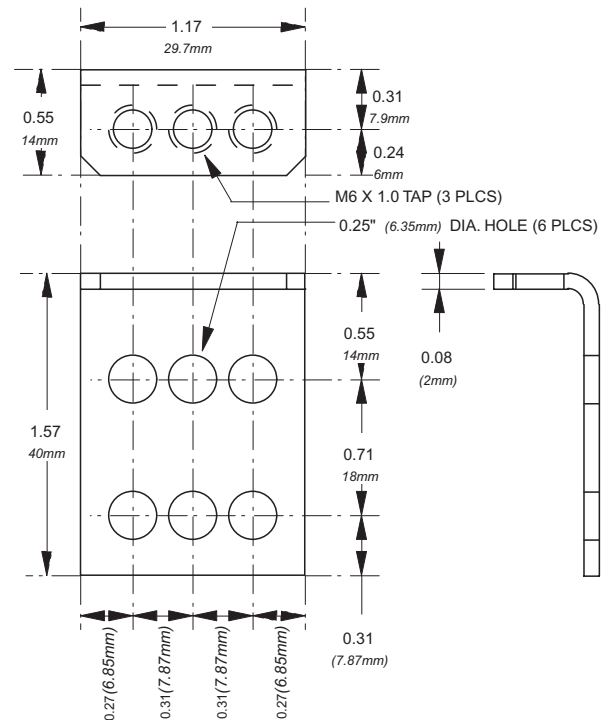 1.17
29.7mm
0.55
14mm
0.31
7.9mm
0.24
6mm
M6 X 1.0 TAP (3 PLCS)
0.25" (6.35mm) DIA. HOLE (6 PLCS)
0.55
14mm
0.08
(2mm)
1.57
40mm
0.71
18mm
0.31
(7.87mm)
0.27(6.85mm)
0.31(7.87mm)
0.31(7.87mm)
0.27(6.85mm)